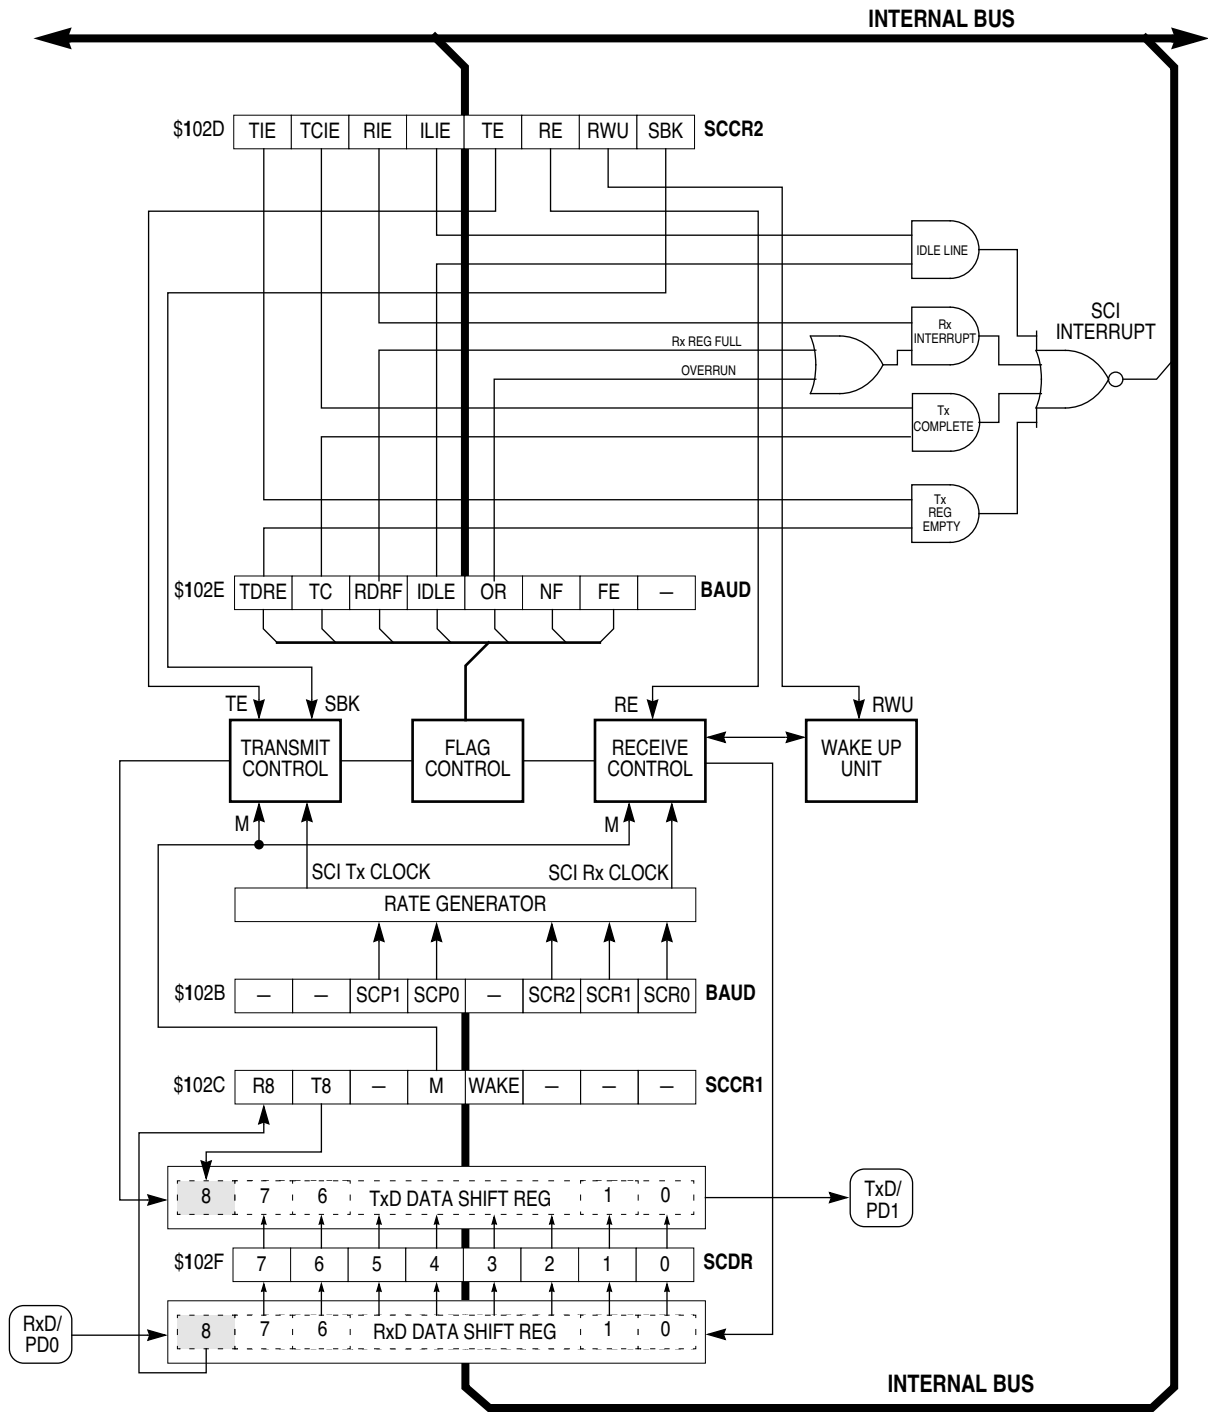 INTERNAL BUS
$102D TIE TCIE RIE ILIE TE RE RWU SBK SCCR2
IDLE LINE
SCI
INTERRUPT
Rx
INTERRUPT
Rx REG FULL
OVERRUN
Tx
COMPLETE
Tx
REG
EMPTY
$102E TDRE TC RDRF IDLE OR NF FE – BAUD
TE SBK RE RWU
TRANSMIT
CONTROL
FLAG
CONTROL
RECEIVE
CONTROL
WAKE UP
UNIT
M M
SCI Tx CLOCK SCI Rx CLOCK
RATE GENERATOR
$102B – – SCP1 SCP0 – SCR2 SCR1 SCR0 BAUD
$102C R8 T8 – M WAKE – – – SCCR1
8 7 6 TxD DATA SHIFT REG 1 0
TxD/
PD1
$102F 7 6 5 4 3 2 1 0 SCDR
RxD/
PD0
8 7 6 RxD DATA SHIFT REG 1 0
INTERNAL BUS